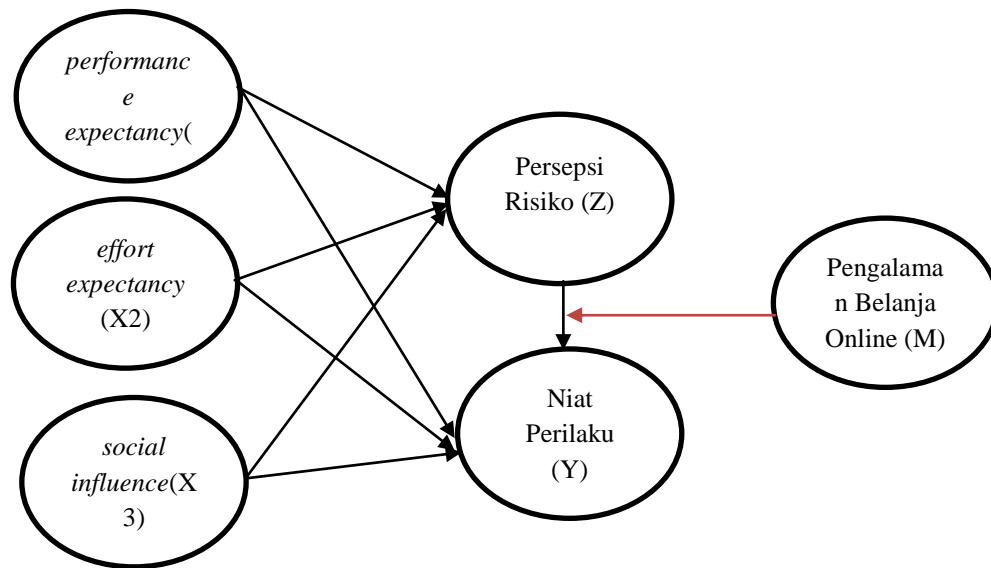 performanc
e
expectancy(
effort
expectancy
(X2)
social
influence(X
3)
Persepsi
Risiko (Z)
Niat
Perilaku
(Y)
Pengalama
n Belanja
Online (M)